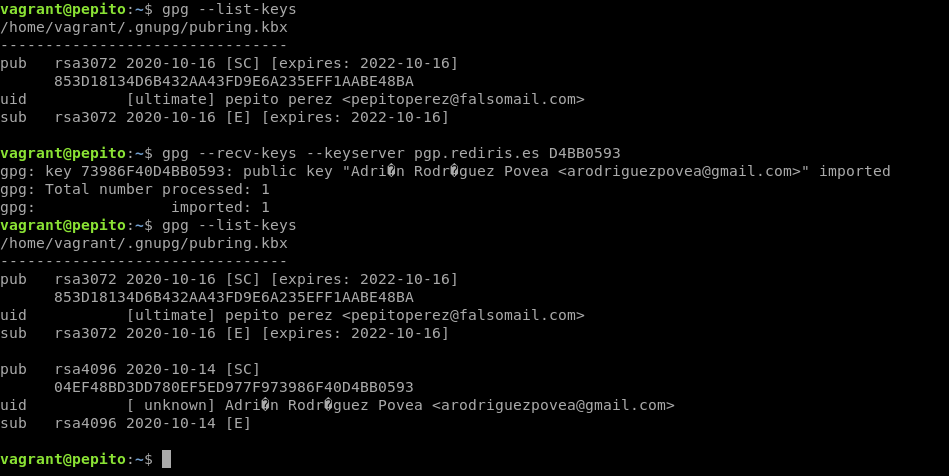 vagrant@pepito:~$ gpg --list-keys
/home/vagrant/.gnupg/pubring.kbx
--------------------------------
pub   rsa3072 2020-10-16 [SC] [expires: 2022-10-16]
      853D18134D6B432AA43FD9E6A235EFF1AABE48BA
uid           [ultimate] pepito perez <pepitoperez@falsomail.com>
sub   rsa3072 2020-10-16 [E] [expires: 2022-10-16]

vagrant@pepito:~$ gpg --recv-keys --keyserver pgp.rediris.es D4BB0593
gpg: key 73986F40D4BB0593: public key "Adri�n Rodr�guez Povea <arodriguezpovea@gmail.com>" imported
gpg: Total number processed: 1
gpg:               imported: 1
vagrant@pepito:~$ gpg --list-keys
/home/vagrant/.gnupg/pubring.kbx
--------------------------------
pub   rsa3072 2020-10-16 [SC] [expires: 2022-10-16]
      853D18134D6B432AA43FD9E6A235EFF1AABE48BA
uid           [ultimate] pepito perez <pepitoperez@falsomail.com>
sub   rsa3072 2020-10-16 [E] [expires: 2022-10-16]

pub   rsa4096 2020-10-14 [SC]
      04EF48BD3DD780EF5ED977F973986F40D4BB0593
uid           [ unknown] Adri�n Rodr�guez Povea <arodriguezpovea@gmail.com>
sub   rsa4096 2020-10-14 [E]

vagrant@pepito:~$